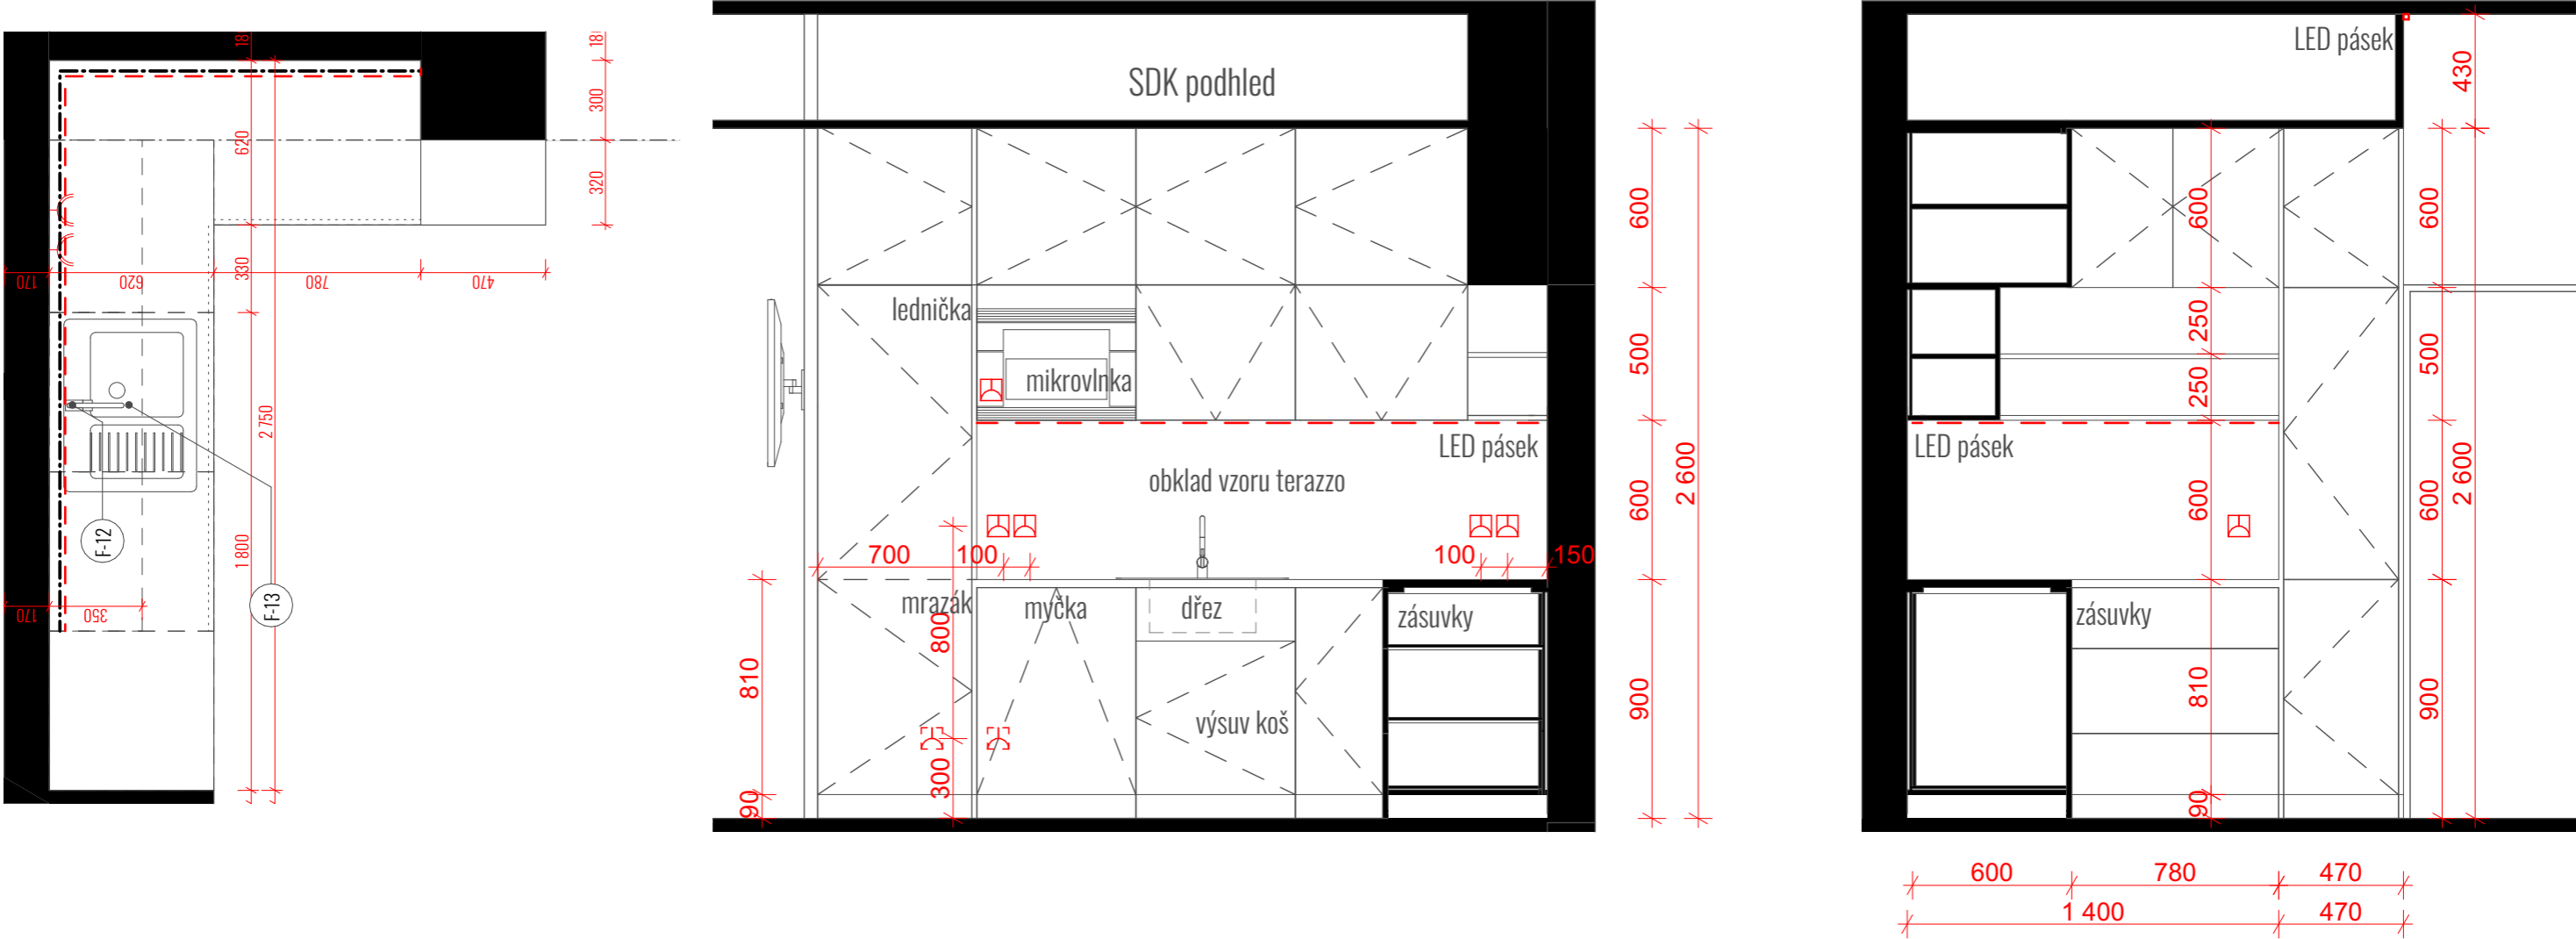 18
620
330
2 750
1 800
18
300
320
170
620
780
470
170
350
F-12
F-13
SDK podhled
lednička
mikrovlnka
LED pásek
obklad vzoru terazzo
700
100
100
150
mrazák
myčka
dřez
zásuvky
výsuv koš
800
300
810
90
600
500
600
900
2 600
LED pásek
430
600
250
250
600
810
90
LED pásek
zásuvky
600
500
600
900
2 600
600
780
470
1 400
470